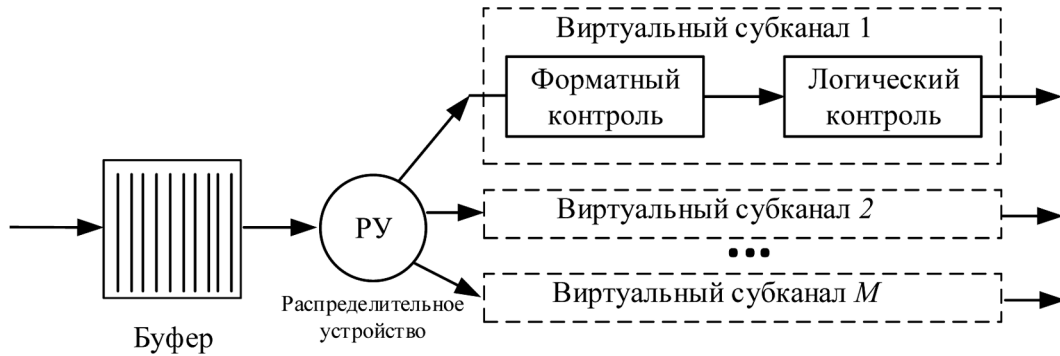 Виртуальный субканал 1
Форматный
контроль
Логический
контроль
РУ
Виртуальный субканал 2
Виртуальный субканал M
Распределительное
устройство
Буфер